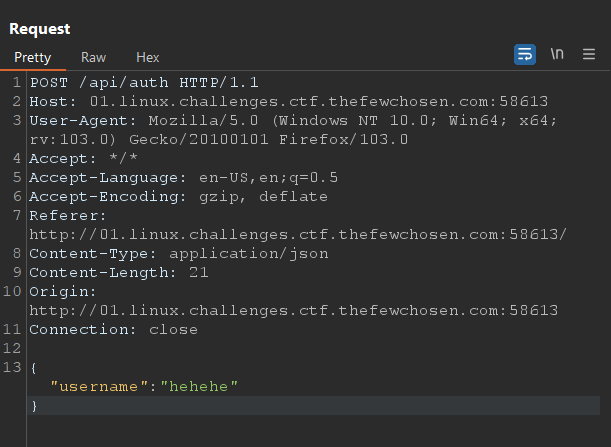 Request
Pretty Raw Hex \n
1 POST /api/auth HTTP/1.1
2 Host: 01.linux.challenges.ctf.thefewchosen.com:58613
3 User-Agent: Mozilla/5.0 (Windows NT 10.0; Win64; x64;
rv:103.0) Gecko/20100101 Firefox/103.0
4 Accept: */*
5 Accept-Language: en-US,en;q=0.5
6 Accept-Encoding: gzip, deflate
7 Referer:
http://01.linux.challenges.ctf.thefewchosen.com:58613/
8 Content-Type: application/json
9 Content-Length: 21
10 Origin:
http://01.linux.challenges.ctf.thefewchosen.com:58613
11 Connection: close
12
13 {
"username":"hehehe"
}